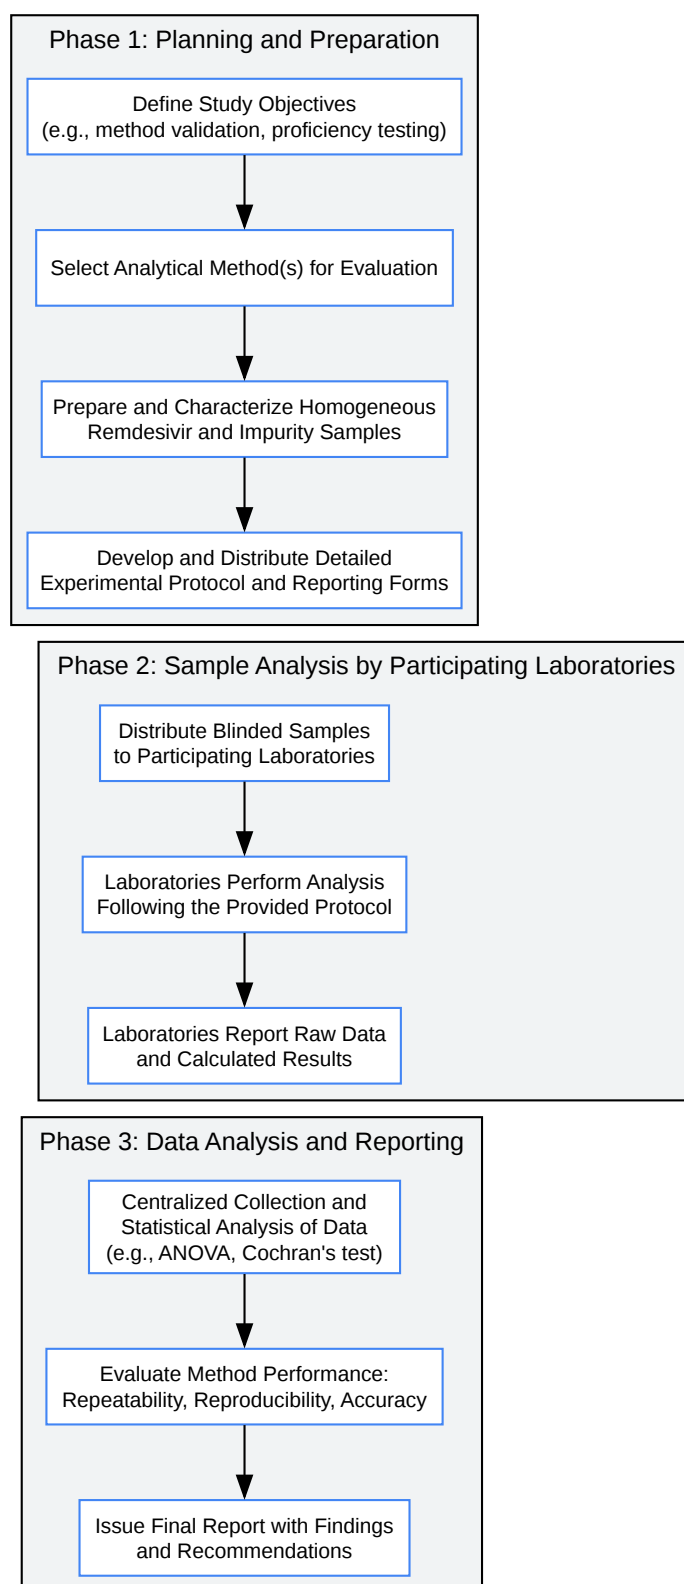 Phase 1: Planning and Preparation
Define Study Objectives
(e.g., method validation, proficiency testing)
Select Analytical Method(s) for Evaluation
Prepare and Characterize Homogeneous
Remdesivir and Impurity Samples
Develop and Distribute Detailed
Experimental Protocol and Reporting Forms
Phase 2: Sample Analysis by Participating Laboratories
Distribute Blinded Samples
to Participating Laboratories
Laboratories Perform Analysis
Following the Provided Protocol
Laboratories Report Raw Data
and Calculated Results
Phase 3: Data Analysis and Reporting
Centralized Collection and
Statistical Analysis of Data
(e.g., ANOVA, Cochran's test)
Evaluate Method Performance:
Repeatability, Reproducibility, Accuracy
Issue Final Report with Findings
and Recommendations